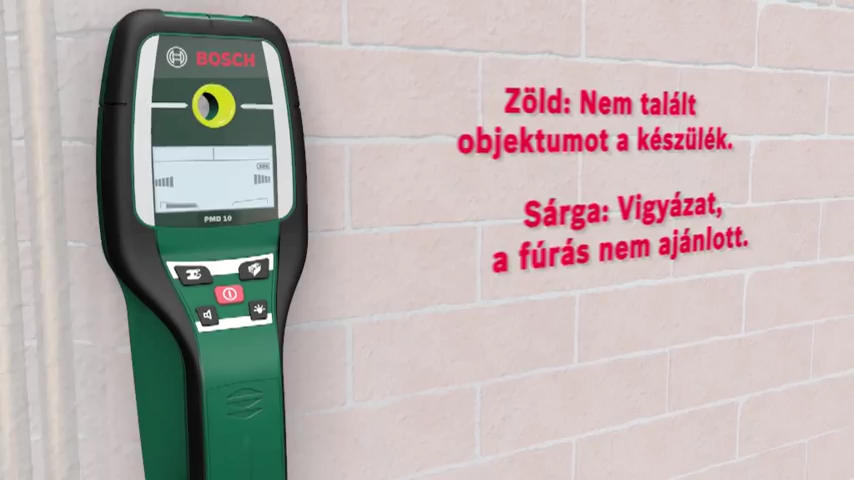 BOSCH
PMD 10
Zöld: Nem talált
objektumot a készülék.
Sárga: Vigyázat,
a fúrás nem ajánlott.